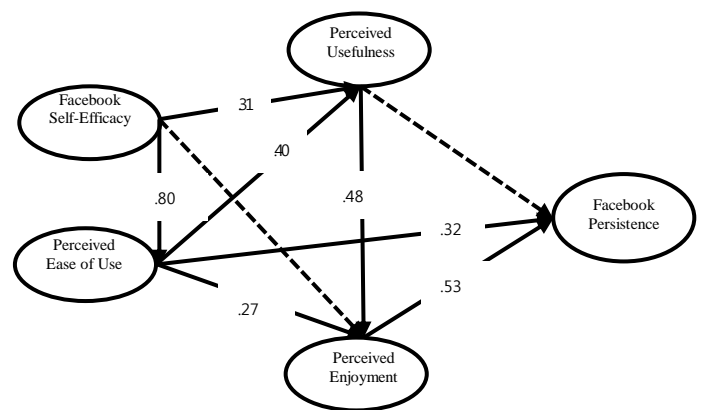 Perceived
Usefulness
Facebook
Self-Efficacy
31
.40
.80
.48
Facebook
Persistence
Perceived
Ease of Use
.32
.53
.27
Perceived
Enjoyment